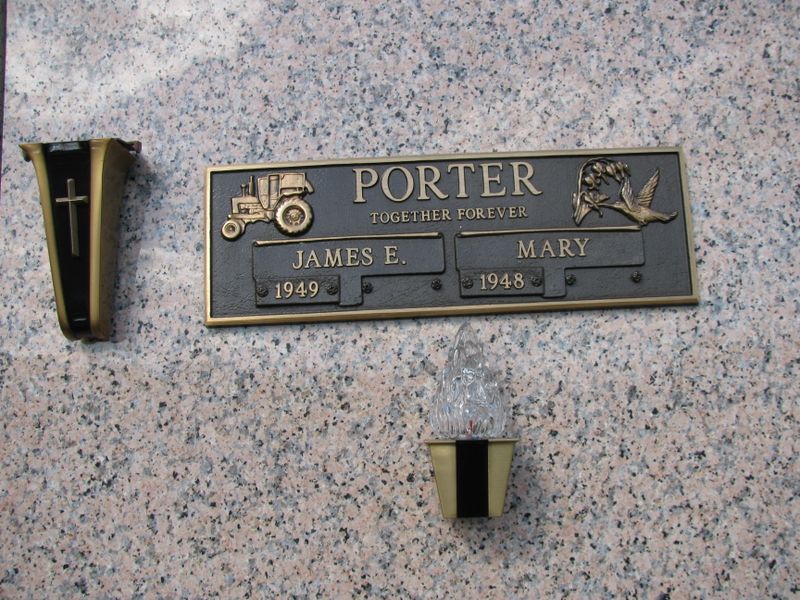 PORTER
TOGETHER FOREVER
JAMES E.
MARY
1949
1948